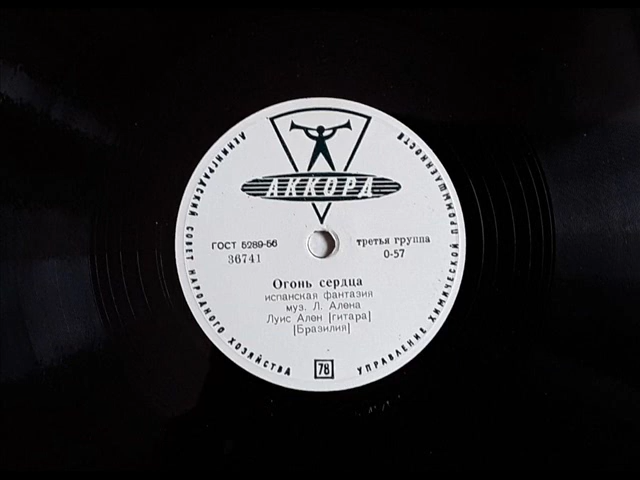 ЛЕНИНГРАДСКИЙ СОВЕТ НАРОДНОГО ХОЗЯЙСТВА
УПРАВЛЕНИЕ ХИМИЧЕСКОЙ ПРОМЫШЛЕННОСТИ
АККОРД
ГОСТ 5289-56
третья группа
36741
0-57
Огонь сердца
испанская фантазия
муз. Л. Алена
Луис Ален [гитара]
[Бразилия]
78